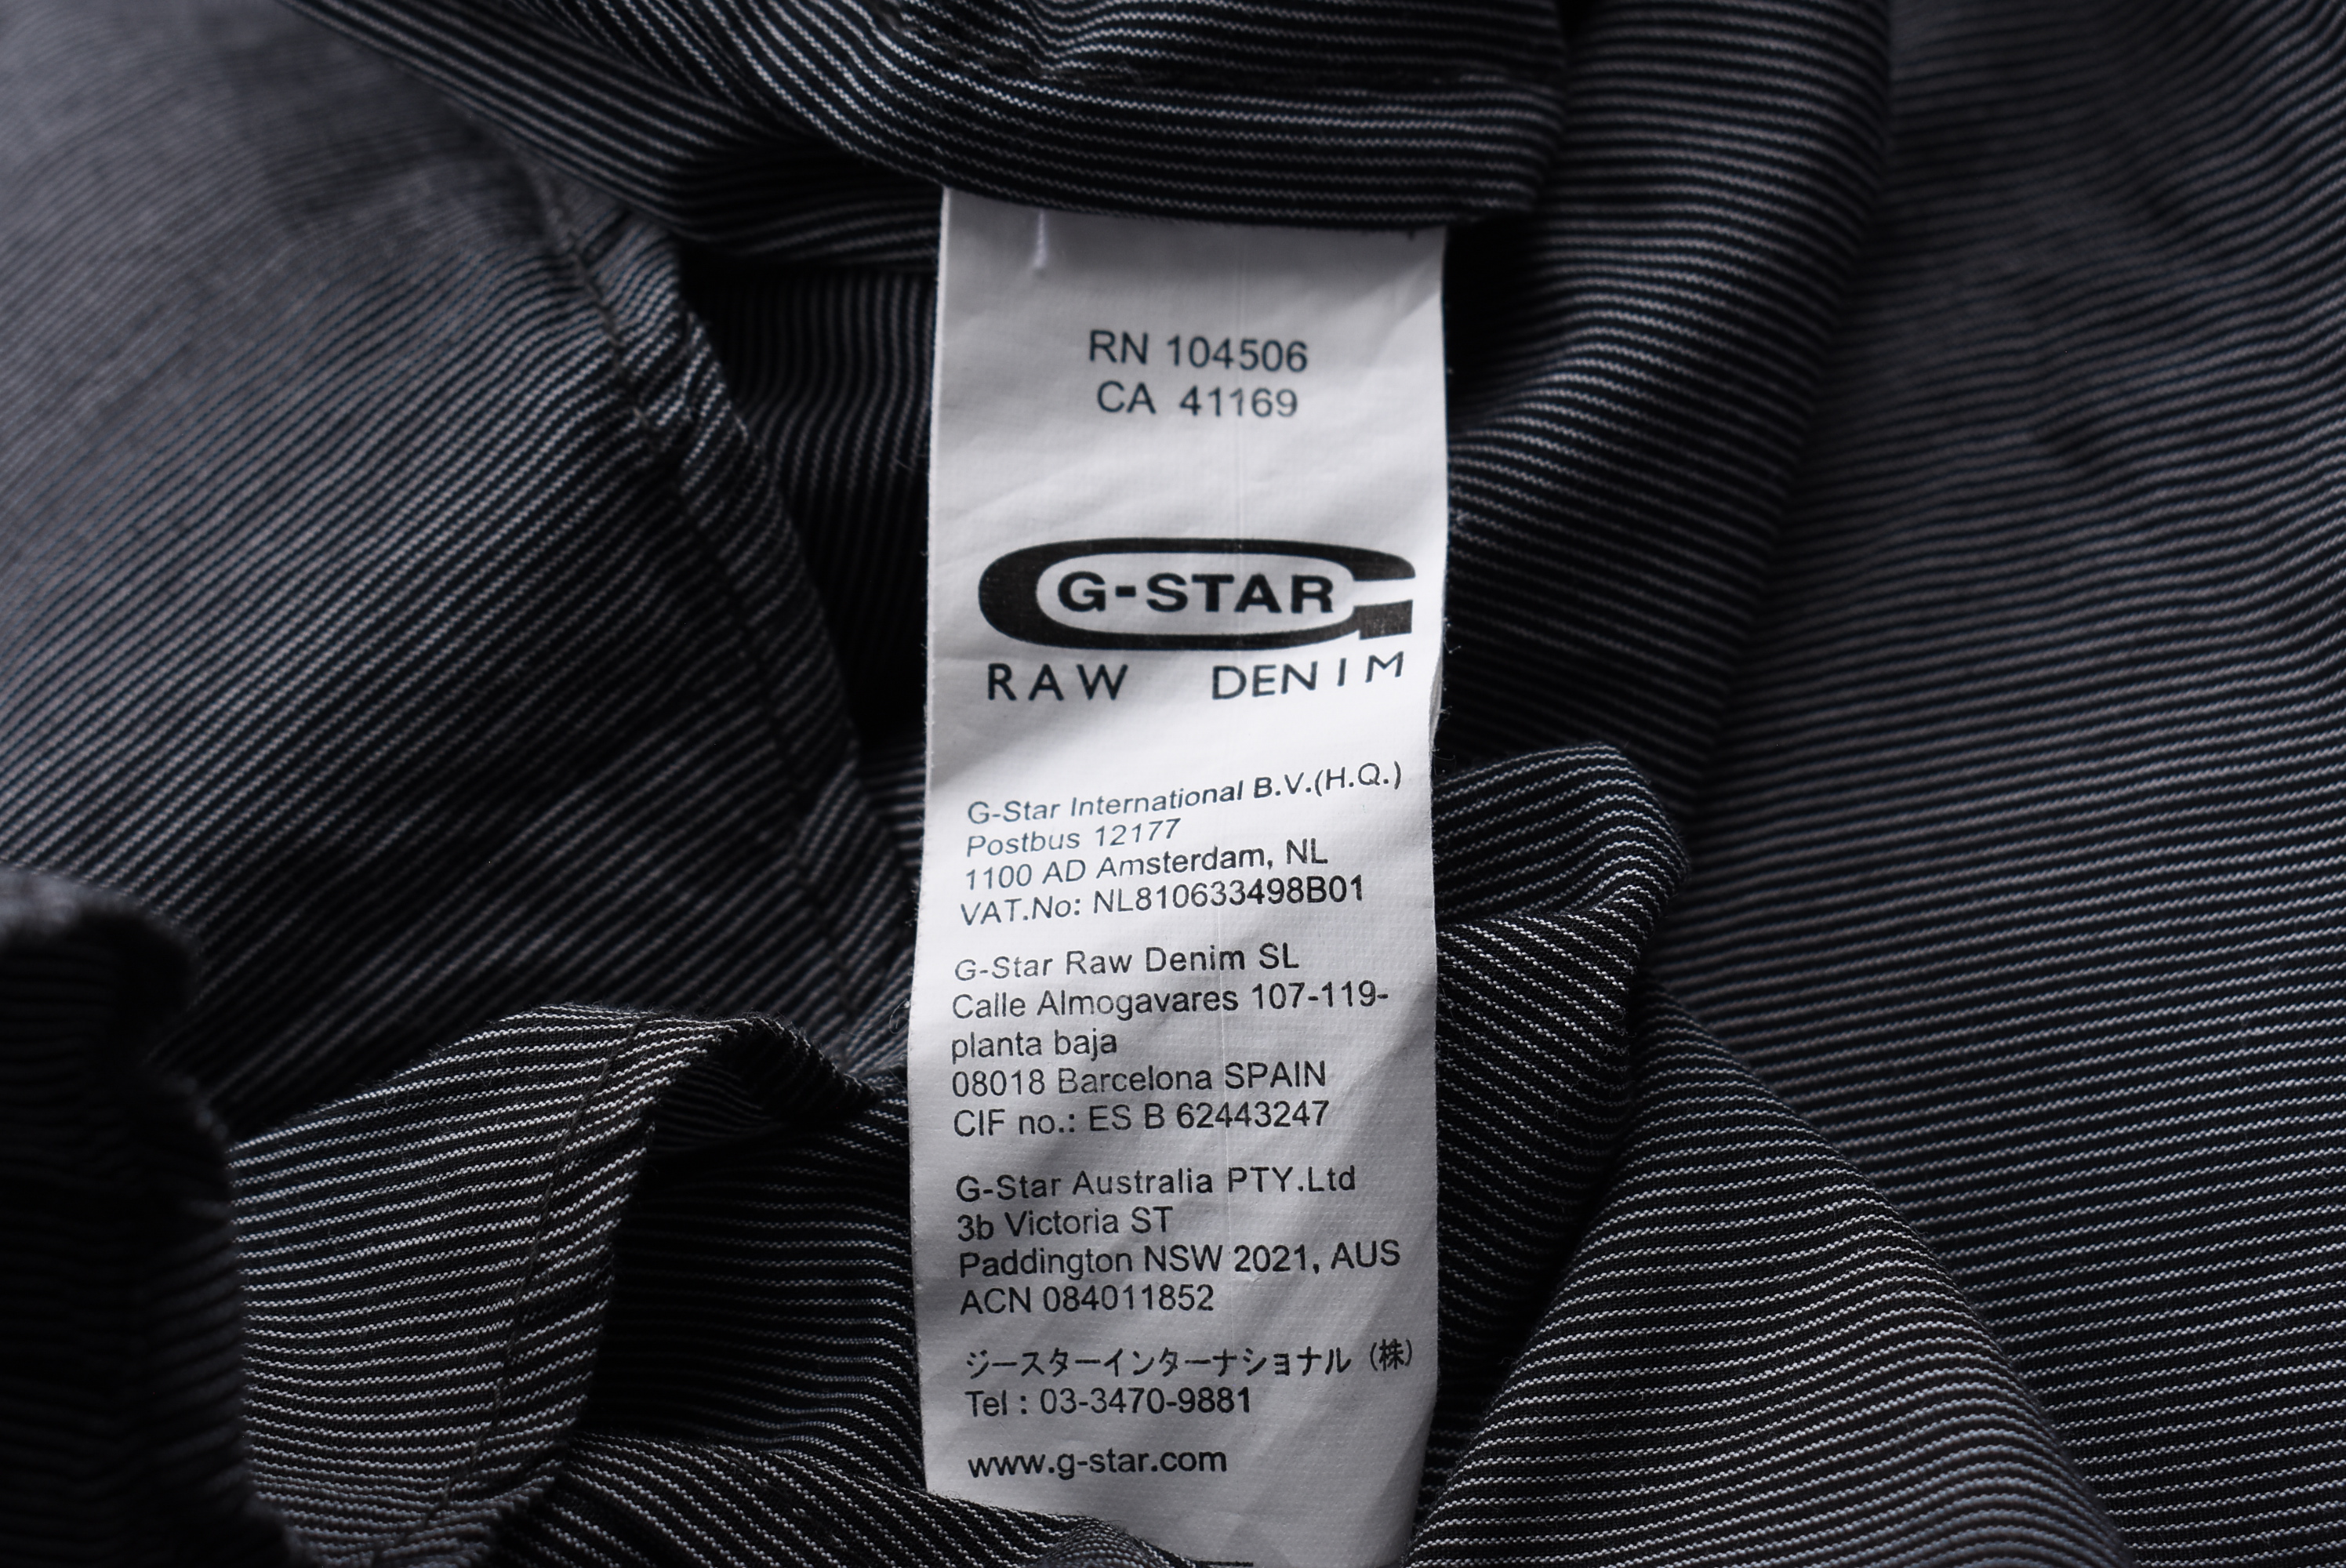 RN 104506
CA 41169
G-STAR
RAW DENIM
G-Star International B.V.(H.Q.)
Postbus 12177
1100 AD Amsterdam, NL
VAT.No: NL810633498B01
G-Star Raw Denim SL
Calle Almogavares 107-119-
planta baja
08018 Barcelona SPAIN
CIF no.: ES B 62443247
G-Star Australia PTY.Ltd
3b Victoria ST
Paddington NSW 2021, AUS
ACN 084011852
ジースターインターナショナル（株）
Tel : 03-3470-9881
www.g-star.com